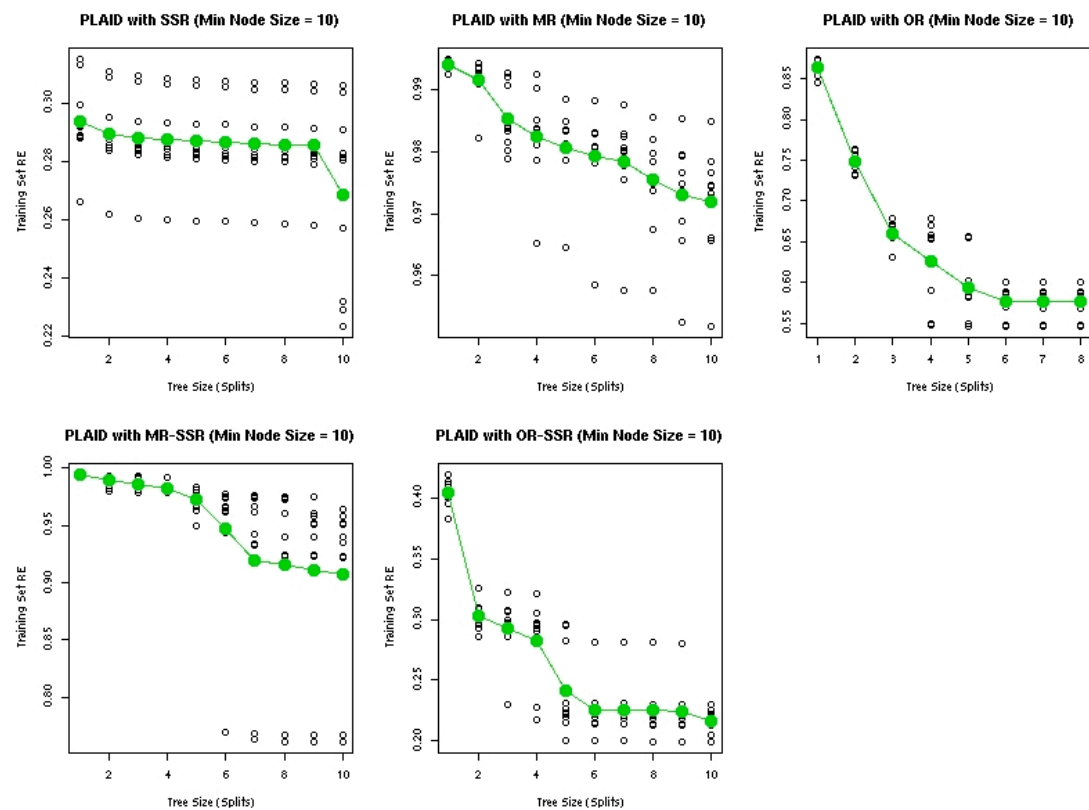 PLAID with SSR (Min Node Size = 10)
Training Set RE
0.30
0.28
0.26
0.24
0.22
2 4 6 8 10
Tree Size (Splits)
PLAID with MR (Min Node Size = 10)
Training Set RE
0.99
0.98
0.97
0.96
2 4 6 8 10
Tree Size (Splits)
PLAID with OR (Min Node Size = 10)
Training Set RE
0.85
0.80
0.75
0.70
0.65
0.60
0.55
1 2 3 4 5 6 7 8
Tree Size (Splits)
PLAID with MR-SSR (Min Node Size = 10)
Training Set RE
1.00
0.95
0.90
0.85
0.80
2 4 6 8 10
Tree Size (Splits)
PLAID with OR-SSR (Min Node Size = 10)
Training Set RE
0.40
0.35
0.30
0.25
0.20
2 4 6 8 10
Tree Size (Splits)